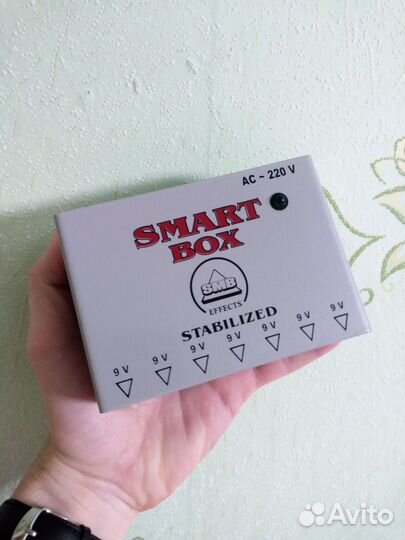 AC ~ 220 V
SMART
BOX
SMB
EFFECTS
STABILIZED
9 V 9 V 9 V 9 V 9 V 9 V 9 V
Avito